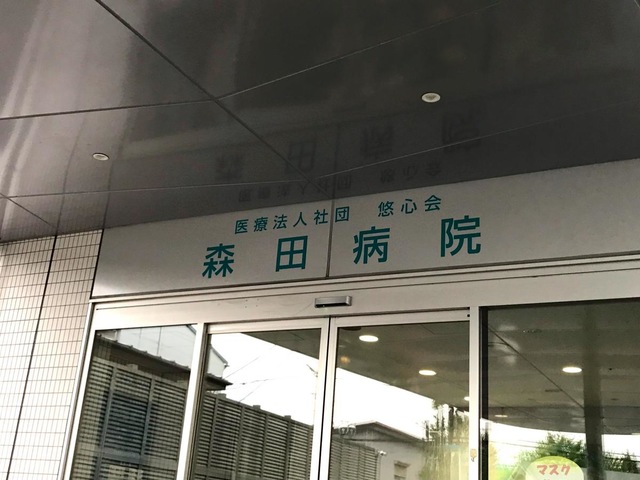 医療法人社団　悠心会
森田病院
マスク